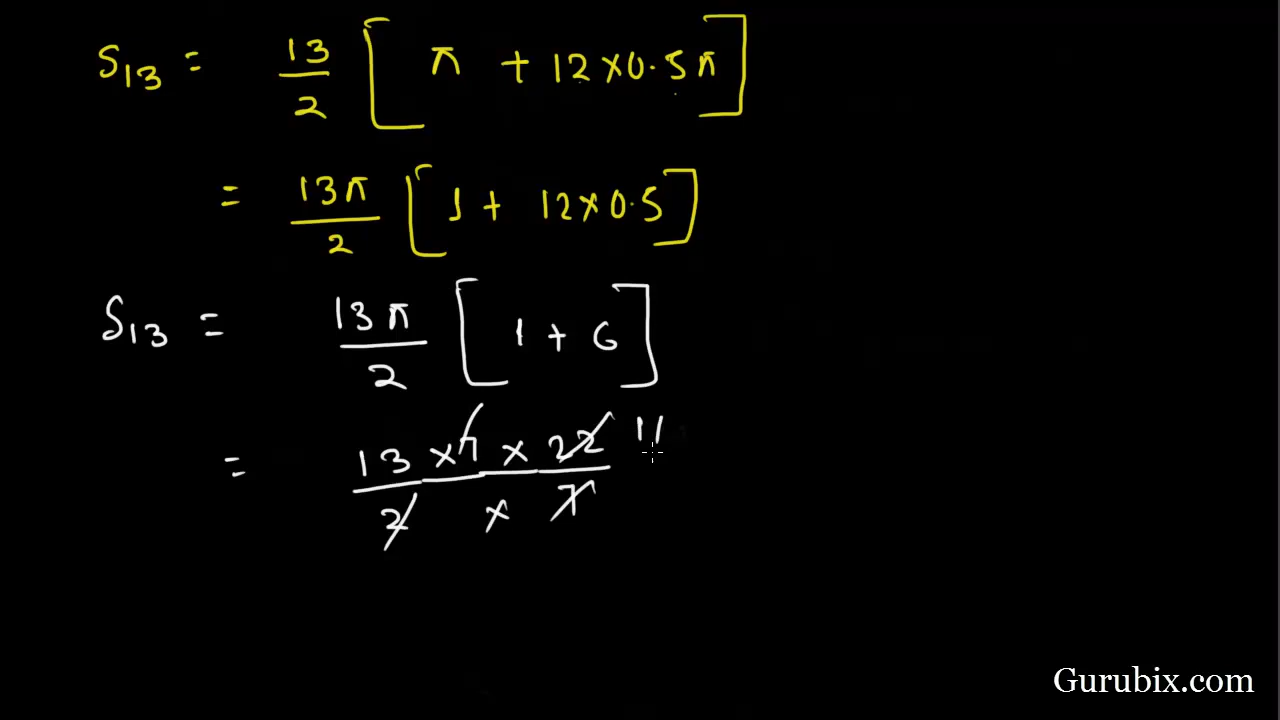 S₁₃ = 13/2 [ π + 12×0.5π ]
= 13π/2 [ 1 + 12×0.5 ]
S₁₃ = 13π/2 [ 1 + 6 ]
= 13 × 7 × 22 / 2 × 7 11
Gurubix.com